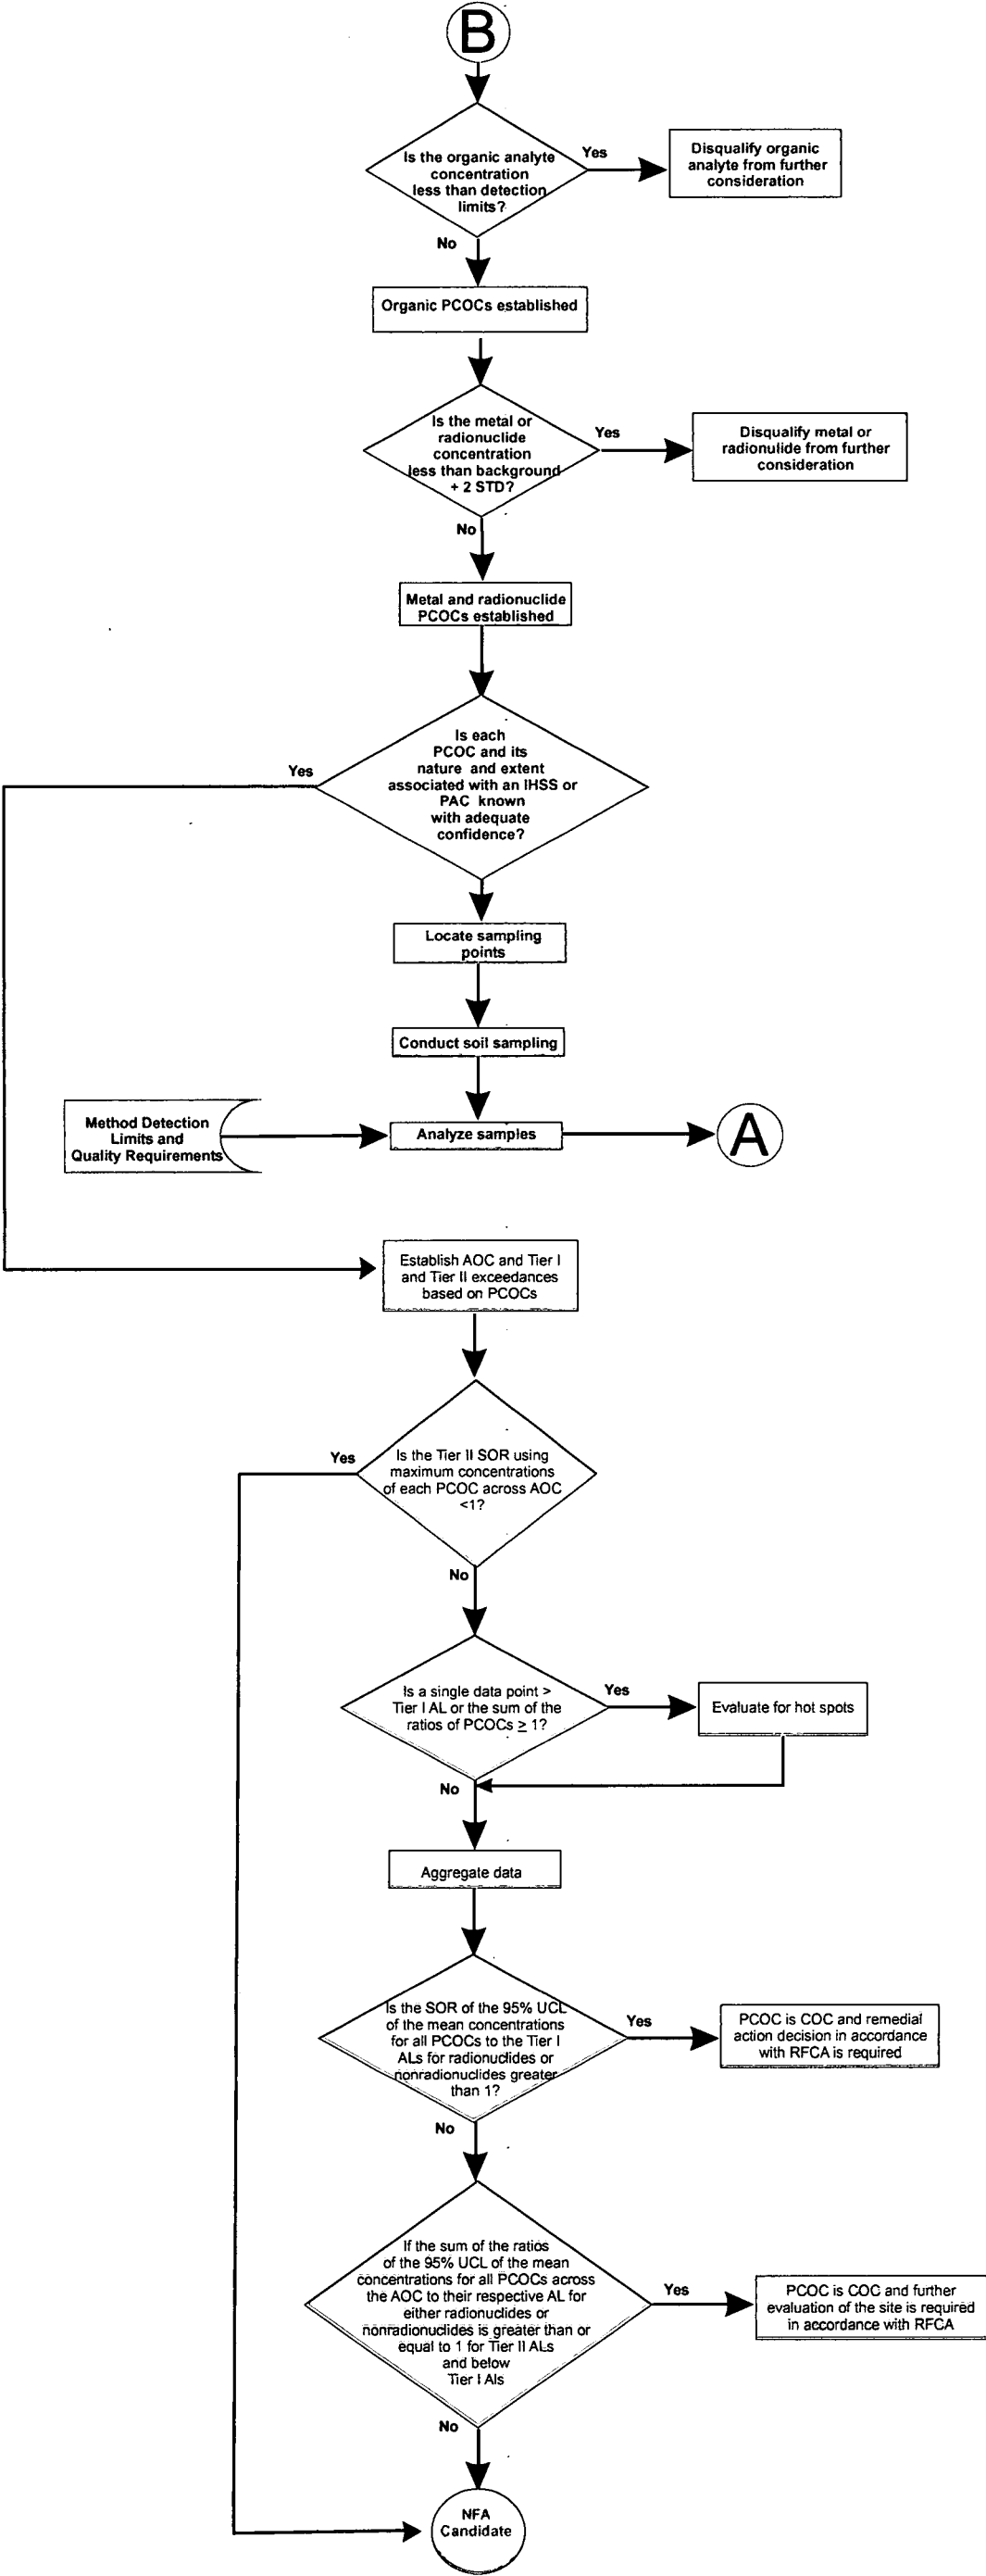 B
Is the organic analyte
concentration
less than detection
limits?
Yes
Disqualify organic
analyte from further
consideration
No
Organic PCOCs established
Is the metal or
radionuclide
concentration
less than background
+ 2 STD?
Yes
Disqualify metal or
radionulide from further
consideration
No
Metal and radionuclide
PCOCs established
Is each
PCOC and its
nature and extent
associated with an IHSS or
PAC known
with adequate
confidence?
Yes
Locate sampling
points
Conduct soil sampling
Method Detection
Limits and
Quality Requirements
Analyze samples
A
Establish AOC and Tier I
and Tier II exceedances
based on PCOCs
Yes
Is the Tier II SOR using
maximum concentrations
of each PCOC across AOC
<1?
No
Is a single data point >
Tier I AL or the sum of the
ratios of PCOCs ≥ 1?
Yes
Evaluate for hot spots
No
Aggregate data
Is the SOR of the 95% UCL
of the mean concentrations
for all PCOCs to the Tier I
ALs for radionuclides or
nonradionuclides greater
than 1?
Yes
PCOC is COC and remedial
action decision in accordance
with RFCA is required
No
If the sum of the ratios
of the 95% UCL of the mean
concentrations for all PCOCs across
the AOC to their respective AL for
either radionuclides or
nonradionuclides is greater than or
equal to 1 for Tier II ALs
and below
Tier I Als
Yes
PCOC is COC and further
evaluation of the site is required
in accordance with RFCA
No
NFA
Candidate